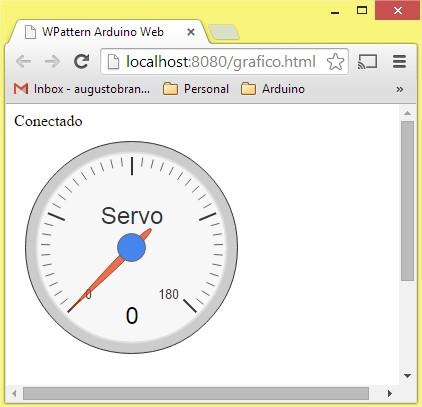 WPattern Arduino Web
localhost:8080/grafico.html
Inbox - augustobran... Personal Arduino »
Conectado
Servo
0 180
0